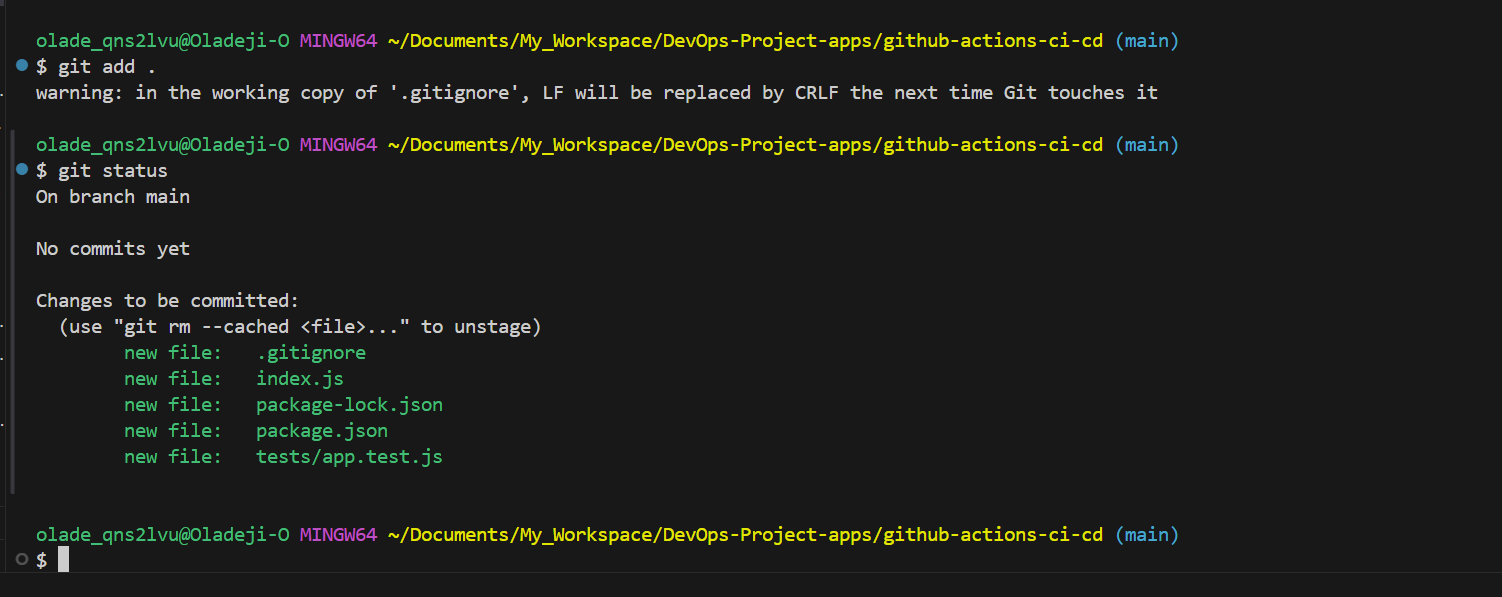 olade_qns2lvu@Oladeji-O MINGW64 ~/Documents/My_Workspace/DevOps-Project-apps/github-actions-ci-cd (main)
$ git add .
warning: in the working copy of '.gitignore', LF will be replaced by CRLF the next time Git touches it
olade_qns2lvu@Oladeji-O MINGW64 ~/Documents/My_Workspace/DevOps-Project-apps/github-actions-ci-cd (main)
$ git status
On branch main
No commits yet
Changes to be committed:
(use "git rm --cached <file>..." to unstage)
new file: .gitignore
new file: index.js
new file: package-lock.json
new file: package.json
new file: tests/app.test.js
olade_qns2lvu@Oladeji-O MINGW64 ~/Documents/My_Workspace/DevOps-Project-apps/github-actions-ci-cd (main)
$